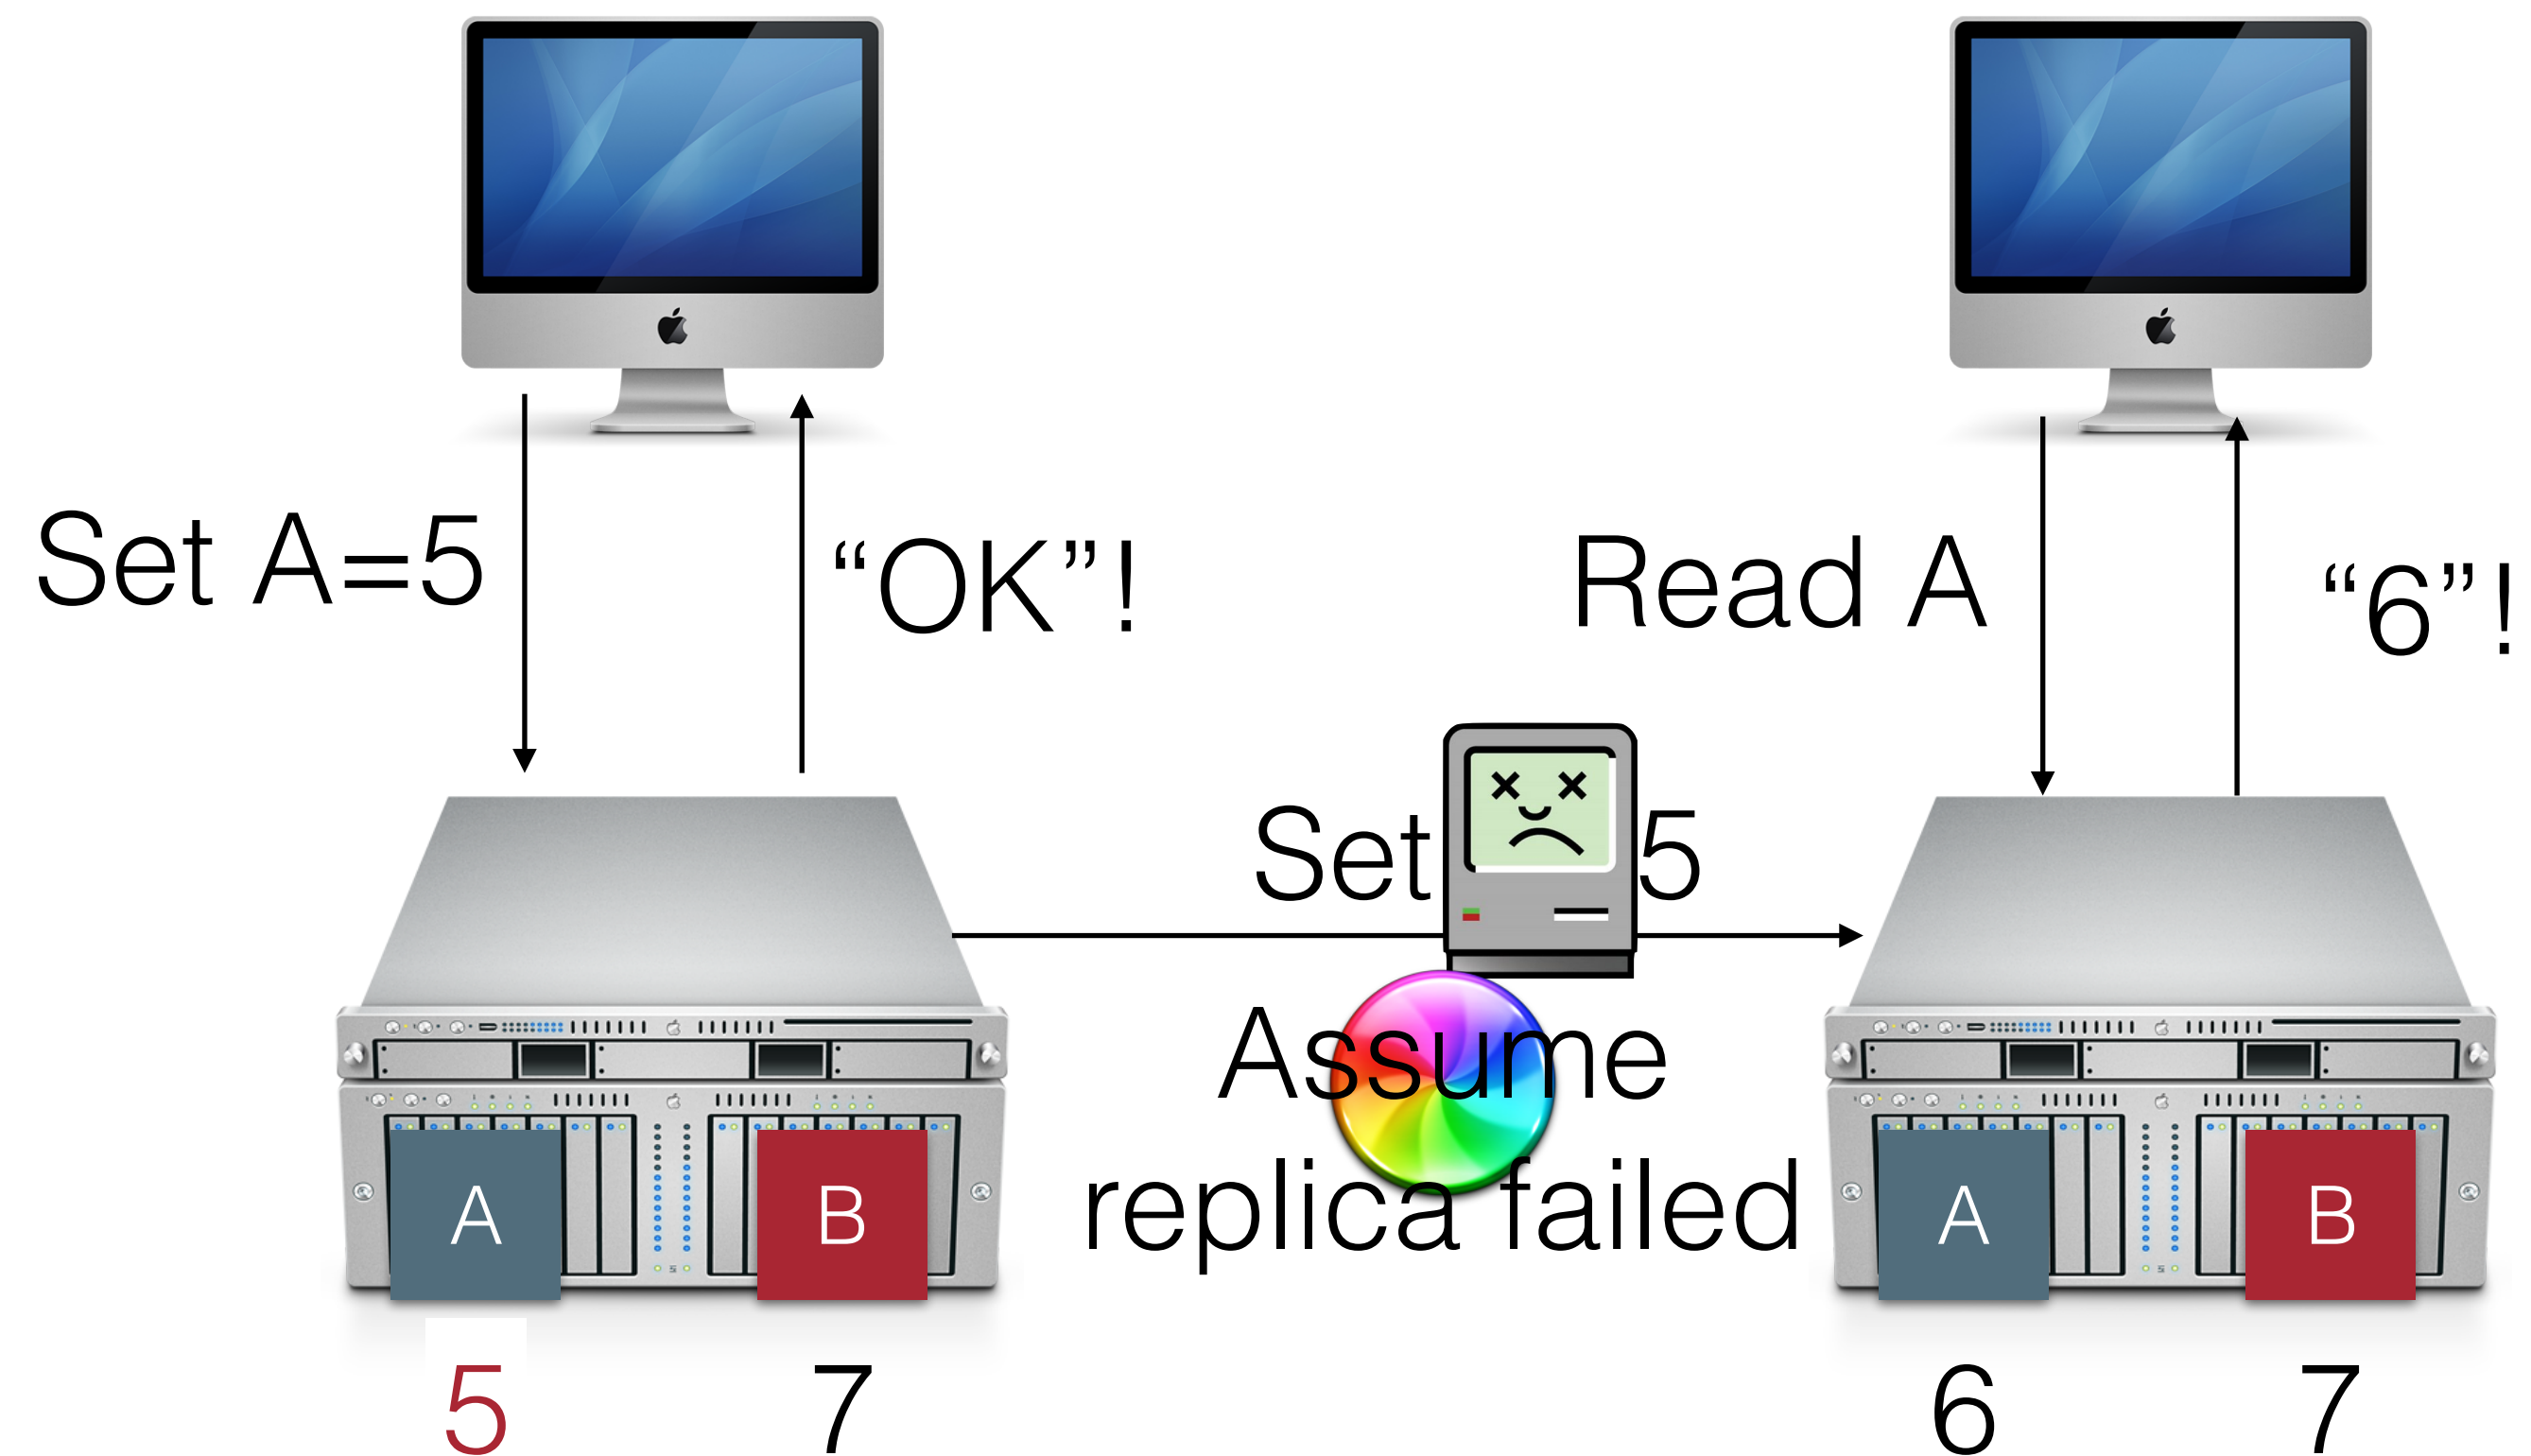 Set A=5
“OK”!
Read A
“6”!
Set 5
Assume
replica failed
A
B
A
B
5
7
6
7